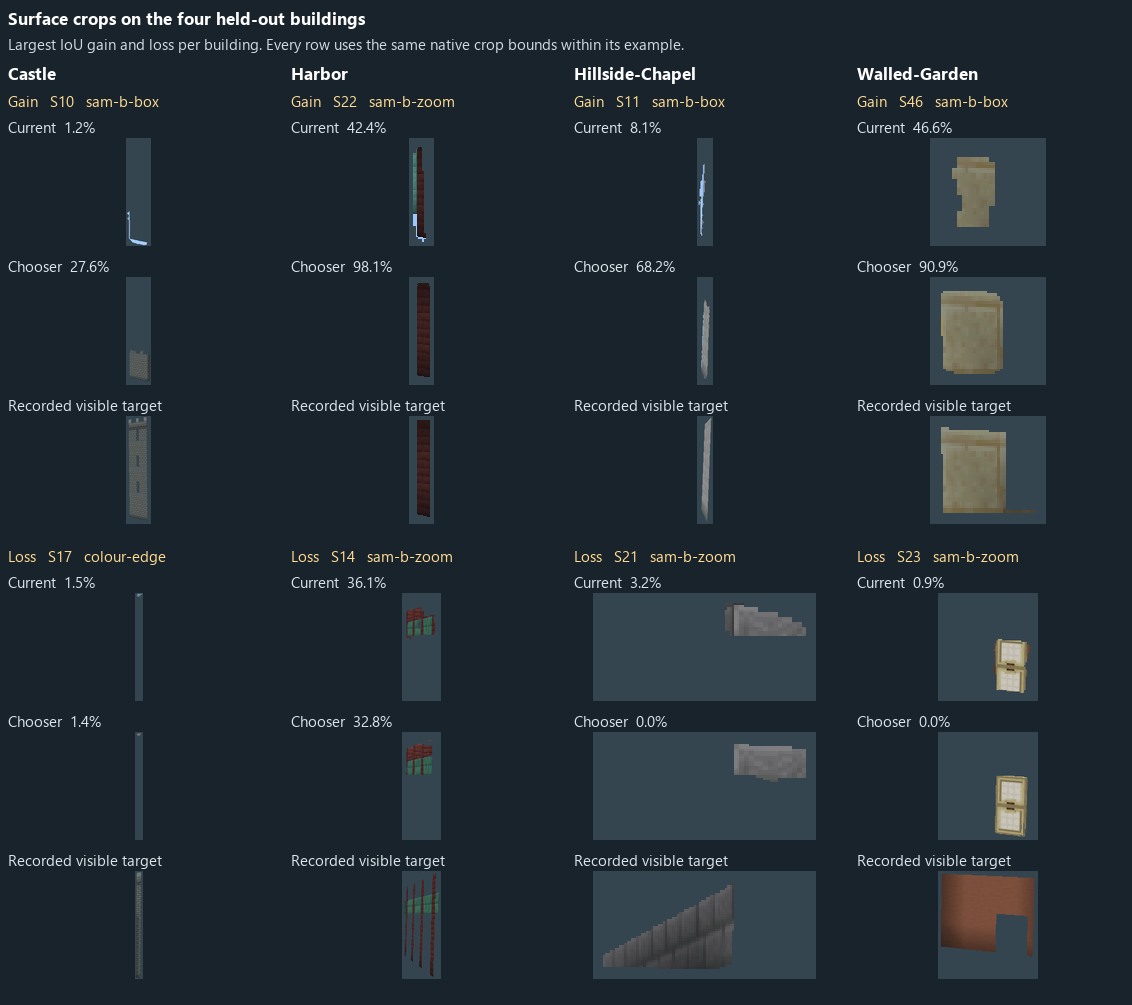 Surface crops on the four held-out buildings
Largest IoU gain and loss per building. Every row uses the same native crop bounds within its example.
Castle
Gain S10 sam-b-box
Current 1.2%
Chooser 27.6%
Recorded visible target
Loss S17 colour-edge
Current 1.5%
Chooser 1.4%
Recorded visible target
Harbor
Gain S22 sam-b-zoom
Current 42.4%
Chooser 98.1%
Recorded visible target
Loss S14 sam-b-zoom
Current 36.1%
Chooser 32.8%
Recorded visible target
Hillside-Chapel
Gain S11 sam-b-box
Current 8.1%
Chooser 68.2%
Recorded visible target
Loss S21 sam-b-zoom
Current 3.2%
Chooser 0.0%
Recorded visible target
Walled-Garden
Gain S46 sam-b-box
Current 46.6%
Chooser 90.9%
Recorded visible target
Loss S23 sam-b-zoom
Current 0.9%
Chooser 0.0%
Recorded visible target